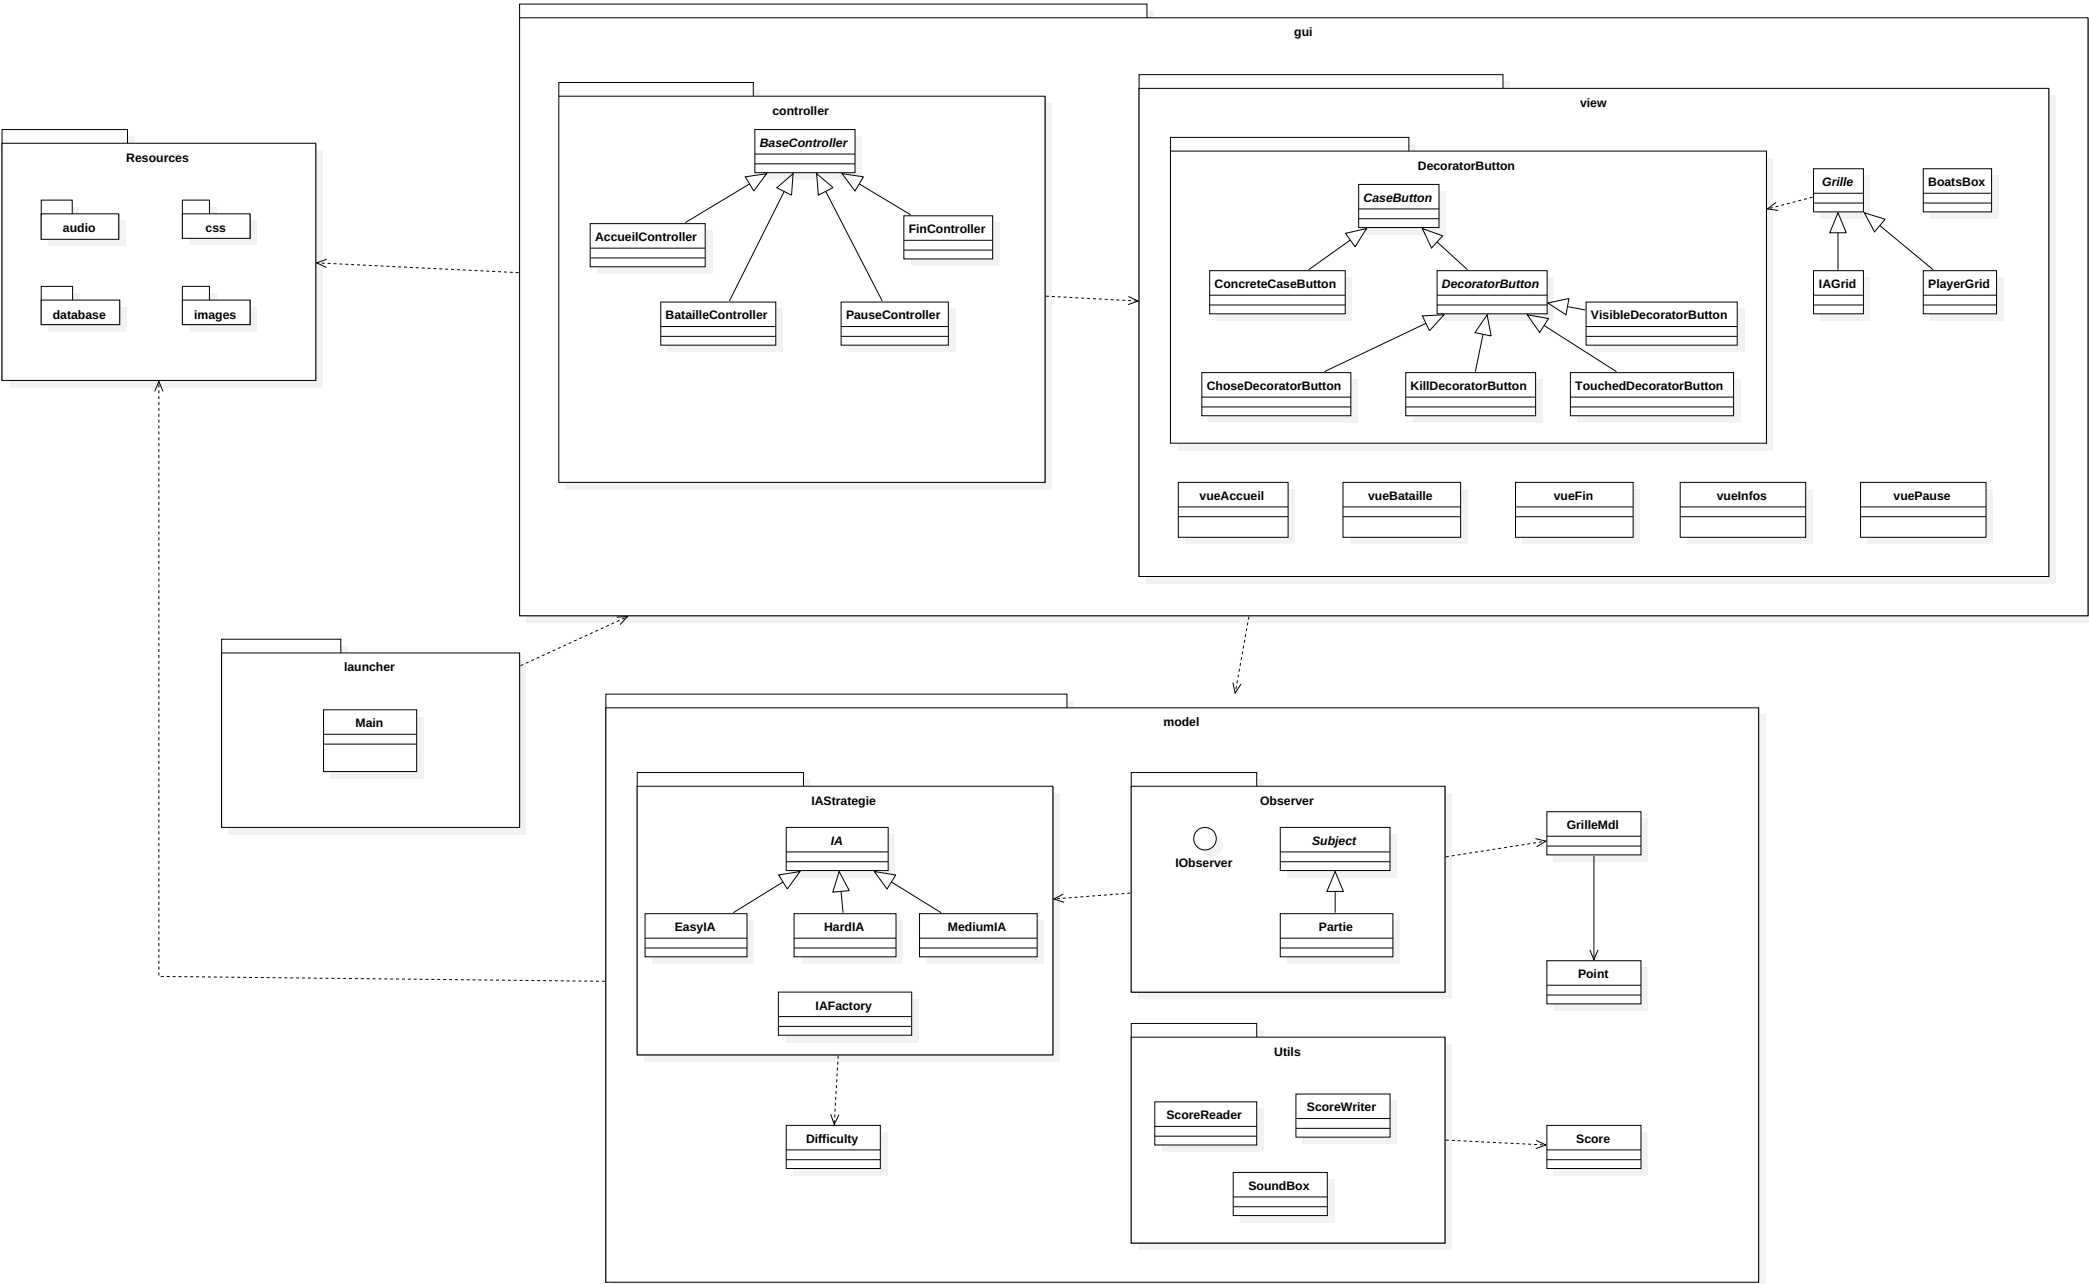 gui
controller
BaseController
AccueilController
FinController
BatailleController
PauseController
view
DecoratorButton
CaseButton
ConcreteCaseButton
DecoratorButton
VisibleDecoratorButton
ChoseDecoratorButton
KillDecoratorButton
TouchedDecoratorButton
Grille
BoatsBox
IAGrid
PlayerGrid
vueAccueil
vueBataille
vueFin
vueInfos
vuePause
Resources
audio
css
database
images
launcher
Main
model
IAStrategie
IA
EasyIA
HardIA
MediumIA
IAFactory
Difficulty
Observer
IObserver
Subject
Partie
GrilleMdl
Point
Utils
ScoreReader
ScoreWriter
SoundBox
Score